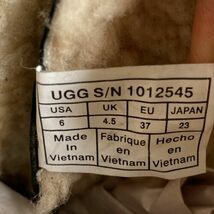 UGG S/N 1012545
USA UK EU JAPAN
6 4.5 37 23
Made Fabrique Hecho
In en en
Vietnam Vietnam Vietnam